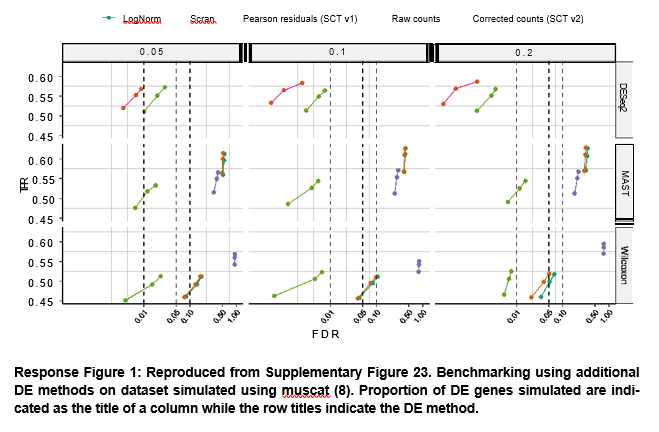 LogNorm Scran Pearson residuals (SCT v1) Raw counts Corrected counts (SCT v2)
0.05 0.1 0.2
0.60
0.55
0.50
0.45
DESeq2
0.60
0.55
0.50
0.45
MAST
0.60
0.55
0.50
0.45
Wilcoxon
TPR
0.01 0.05 0.10 0.50 1.00 0.01 0.05 0.10 0.50 1.00 0.01 0.05 0.10 0.50 1.00
FDR
Response Figure 1: Reproduced from Supplementary Figure 23. Benchmarking using additional
DE methods on dataset simulated using muscat (8). Proportion of DE genes simulated are indi-
cated as the title of a column while the row titles indicate the DE method.